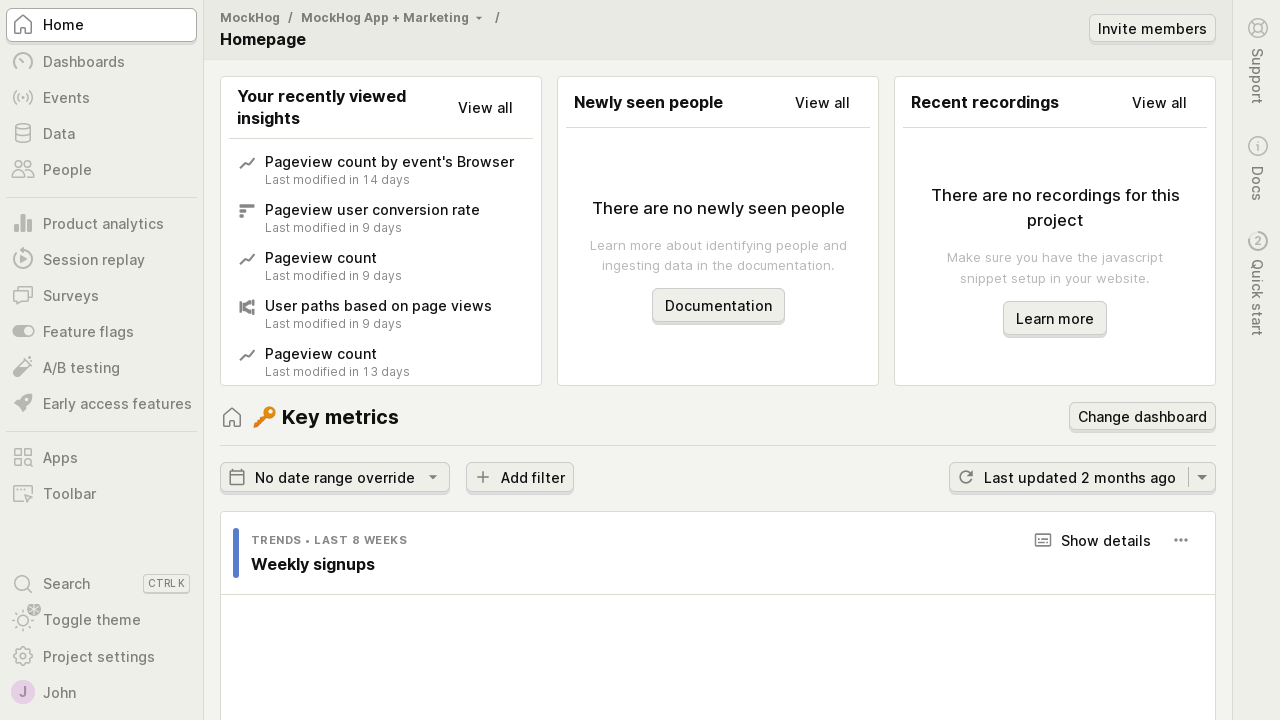 Home
Dashboards
Events
Data
People
Product analytics
Session replay
Surveys
Feature flags
A/B testing
Early access features
Apps
Toolbar
Search CTRL K
Toggle theme
Project settings
J John
MockHog / MockHog App + Marketing /
Homepage
Invite members
Your recently viewed
insights
View all
Pageview count by event's Browser
Last modified in 14 days
Pageview user conversion rate
Last modified in 9 days
Pageview count
Last modified in 9 days
User paths based on page views
Last modified in 9 days
Pageview count
Last modified in 13 days
Newly seen people
View all
There are no newly seen people
Learn more about identifying people and
ingesting data in the documentation.
Documentation
Recent recordings
View all
There are no recordings for this
project
Make sure you have the javascript
snippet setup in your website.
Learn more
🔑 Key metrics
Change dashboard
No date range override
Add filter
Last updated 2 months ago
TRENDS • LAST 8 WEEKS
Weekly signups
Show details
Support
Docs
2
Quick start